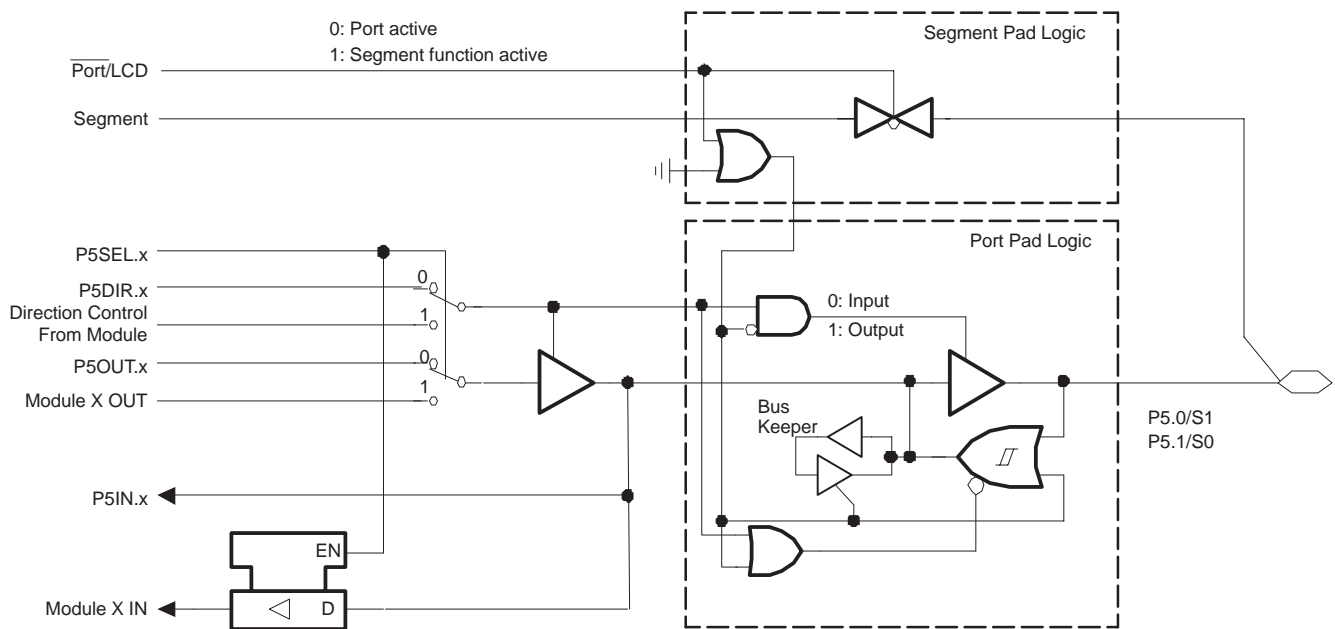 0: Port active
1: Segment function active
Segment Pad Logic
Port/LCD
Segment
Port Pad Logic
P5SEL.x
0
P5DIR.x
Direction Control
From Module
1
0: Input
1: Output
0
P5OUT.x
1
Module X OUT
Bus
Keeper
P5.0/S1
P5.1/S0
P5IN.x
EN
D
Module X IN